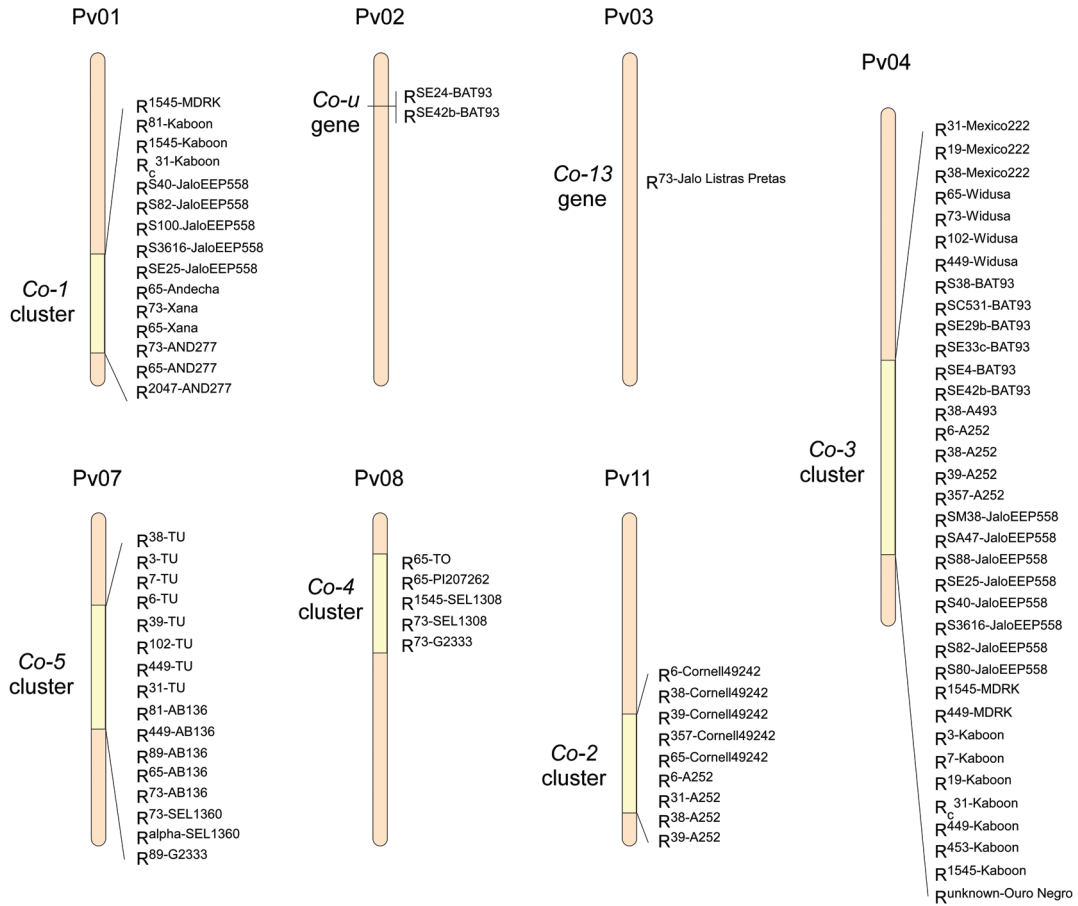 Pv01
R1545-MDRK
R81-Kaboon
R1545-Kaboon
Rc31-Kaboon
RS40-JaloEEP558
RS82-JaloEEP558
RS100-JaloEEP558
RS3616-JaloEEP558
RSE25-JaloEEP558
R65-Andecha
R73-Xana
R65-Xana
R73-AND277
R65-AND277
R2047-AND277
Co-1
cluster
Pv02
Co-u
gene
RSE24-BAT93
RSE42b-BAT93
Pv03
Co-13
gene
R73-Jalo Listras Pretas
Pv04
Co-3
cluster
R31-Mexico222
R19-Mexico222
R38-Mexico222
R65-Widusa
R73-Widusa
R102-Widusa
R449-Widusa
RS38-BAT93
RSC531-BAT93
RSE29b-BAT93
RSE33c-BAT93
RSE4-BAT93
RSE42b-BAT93
R38-A493
R6-A252
R38-A252
R39-A252
R357-A252
RSM38-JaloEEP558
RSA47-JaloEEP558
RS88-JaloEEP558
RSE25-JaloEEP558
RS40-JaloEEP558
RS3616-JaloEEP558
RS82-JaloEEP558
RS80-JaloEEP558
R1545-MDRK
R449-MDRK
R3-Kaboon
R7-Kaboon
R19-Kaboon
Rc31-Kaboon
R449-Kaboon
R453-Kaboon
R1545-Kaboon
Runknown-Ouro Negro
Pv07
Co-5
cluster
R38-TU
R3-TU
R7-TU
R6-TU
R39-TU
R102-TU
R449-TU
R31-TU
R81-AB136
R449-AB136
R89-AB136
R65-AB136
R73-AB136
R73-SEL1360
Ralpha-SEL1360
R89-G2333
Pv08
Co-4
cluster
R65-TO
R65-PI207262
R1545-SEL1308
R73-SEL1308
R73-G2333
Pv11
Co-2
cluster
R6-Cornell49242
R38-Cornell49242
R39-Cornell49242
R357-Cornell49242
R65-Cornell49242
R6-A252
R31-A252
R38-A252
R39-A252